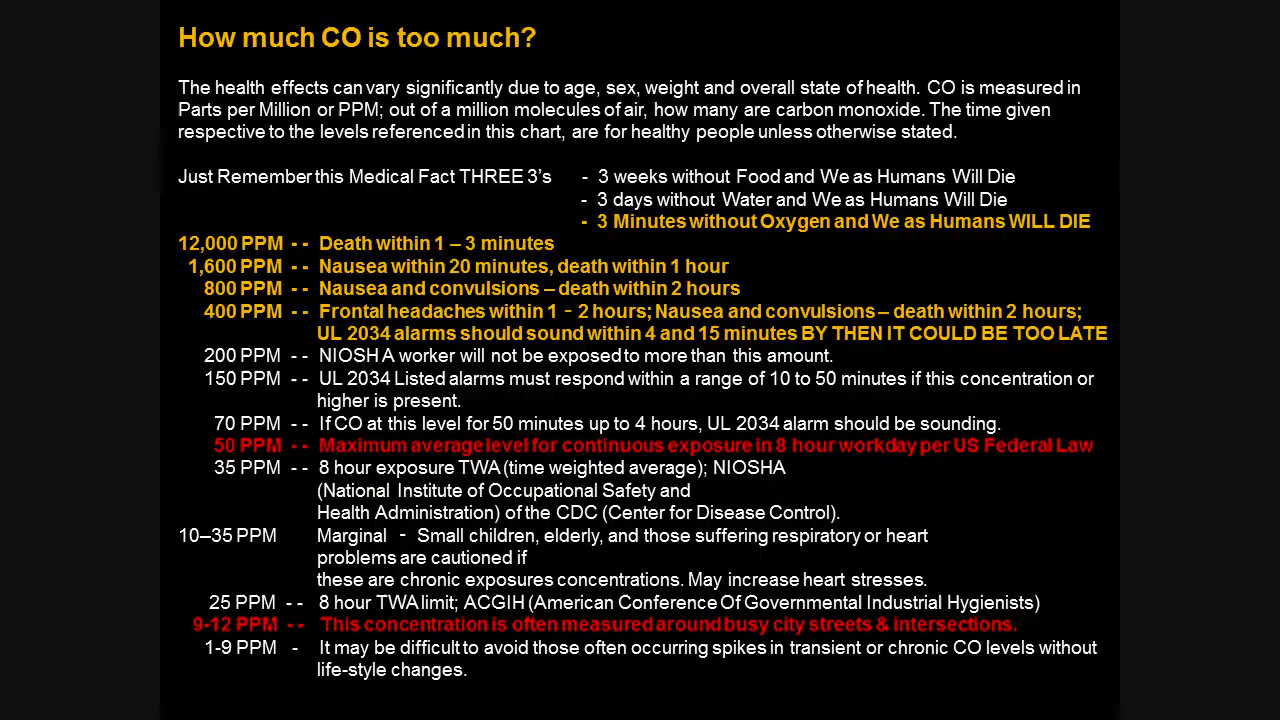 How much CO is too much?
The health effects can vary significantly due to age, sex, weight and overall state of health. CO is measured in
Parts per Million or PPM; out of a million molecules of air, how many are carbon monoxide. The time given
respective to the levels referenced in this chart, are for healthy people unless otherwise stated.
Just Remember this Medical Fact THREE 3's - 3 weeks without Food and We as Humans Will Die
- 3 days without Water and We as Humans Will Die
- 3 Minutes without Oxygen and We as Humans WILL DIE
12,000 PPM - - Death within 1 – 3 minutes
1,600 PPM - - Nausea within 20 minutes, death within 1 hour
800 PPM - - Nausea and convulsions – death within 2 hours
400 PPM - - Frontal headaches within 1 - 2 hours; Nausea and convulsions – death within 2 hours;
UL 2034 alarms should sound within 4 and 15 minutes BY THEN IT COULD BE TOO LATE
200 PPM - - NIOSH A worker will not be exposed to more than this amount.
150 PPM - - UL 2034 Listed alarms must respond within a range of 10 to 50 minutes if this concentration or
higher is present.
70 PPM - - If CO at this level for 50 minutes up to 4 hours, UL 2034 alarm should be sounding.
50 PPM - - Maximum average level for continuous exposure in 8 hour workday per US Federal Law
35 PPM - - 8 hour exposure TWA (time weighted average); NIOSHA
(National Institute of Occupational Safety and
Health Administration) of the CDC (Center for Disease Control).
10–35 PPM Marginal - Small children, elderly, and those suffering respiratory or heart
problems are cautioned if
these are chronic exposures concentrations. May increase heart stresses.
25 PPM - - 8 hour TWA limit; ACGIH (American Conference Of Governmental Industrial Hygienists)
9-12 PPM - - This concentration is often measured around busy city streets & intersections.
1-9 PPM - It may be difficult to avoid those often occurring spikes in transient or chronic CO levels without
life-style changes.